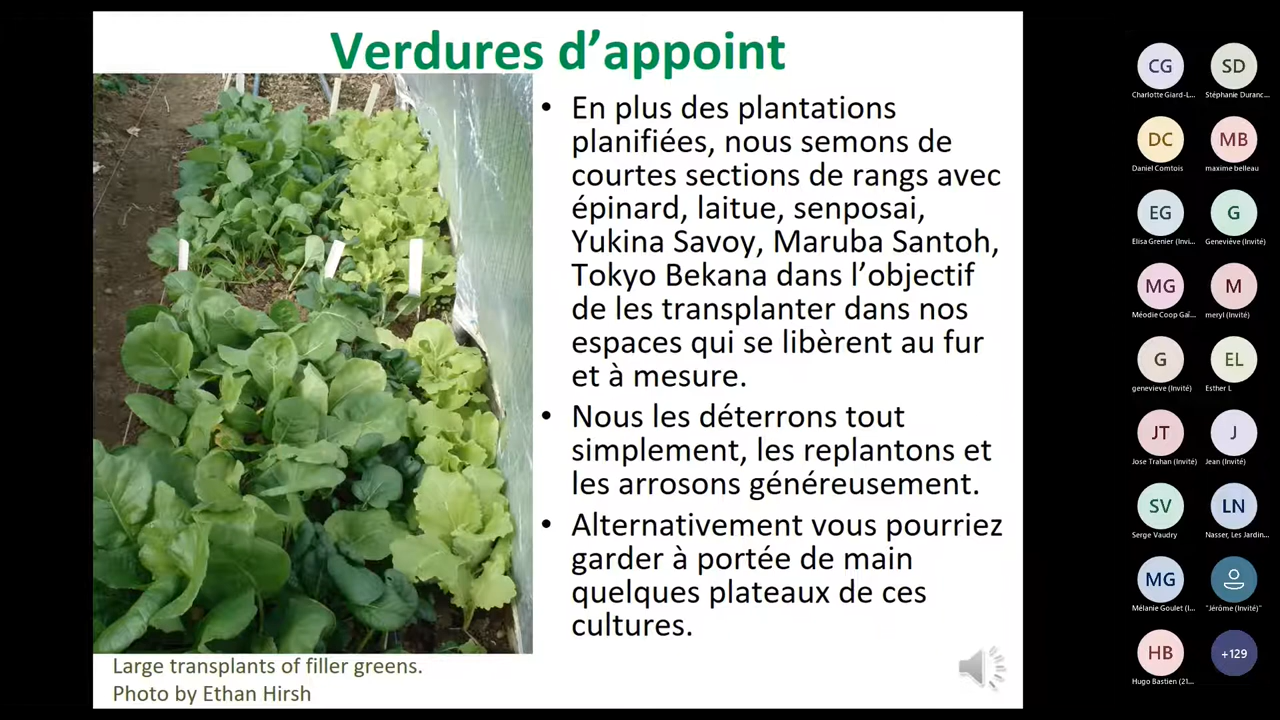 Verdures d’appoint
• En plus des plantations
planifiées, nous semons de
courtes sections de rangs avec
épinard, laitue, senposai,
Yukina Savoy, Maruba Santoh,
Tokyo Bekana dans l’objectif
de les transplanter dans nos
espaces qui se libèrent au fur
et à mesure.
• Nous les déterrons tout
simplement, les replantons et
les arrosons généreusement.
• Alternativement vous pourriez
garder à portée de main
quelques plateaux de ces
cultures.
Large transplants of filler greens.
Photo by Ethan Hirsh
CG SD
Charlotte Giard-L... Stéphanie Duranc...
DC MB
Daniel Comtois maxime belleau
EG G
Elisa Grenier (Invi... Geneviève (Invité)
MG M
Méodie Coop Gaî... meryl (Invité)
G EL
genevieve (Invité) Esther L
JT J
Jose Trahan (Invité) Jean (Invité)
SV LN
Serge Vaudry Nasser, Les Jardin...
MG
Mélanie Goulet (I... "Jérôme (Invité)"
HB +129
Hugo Bastien (21...